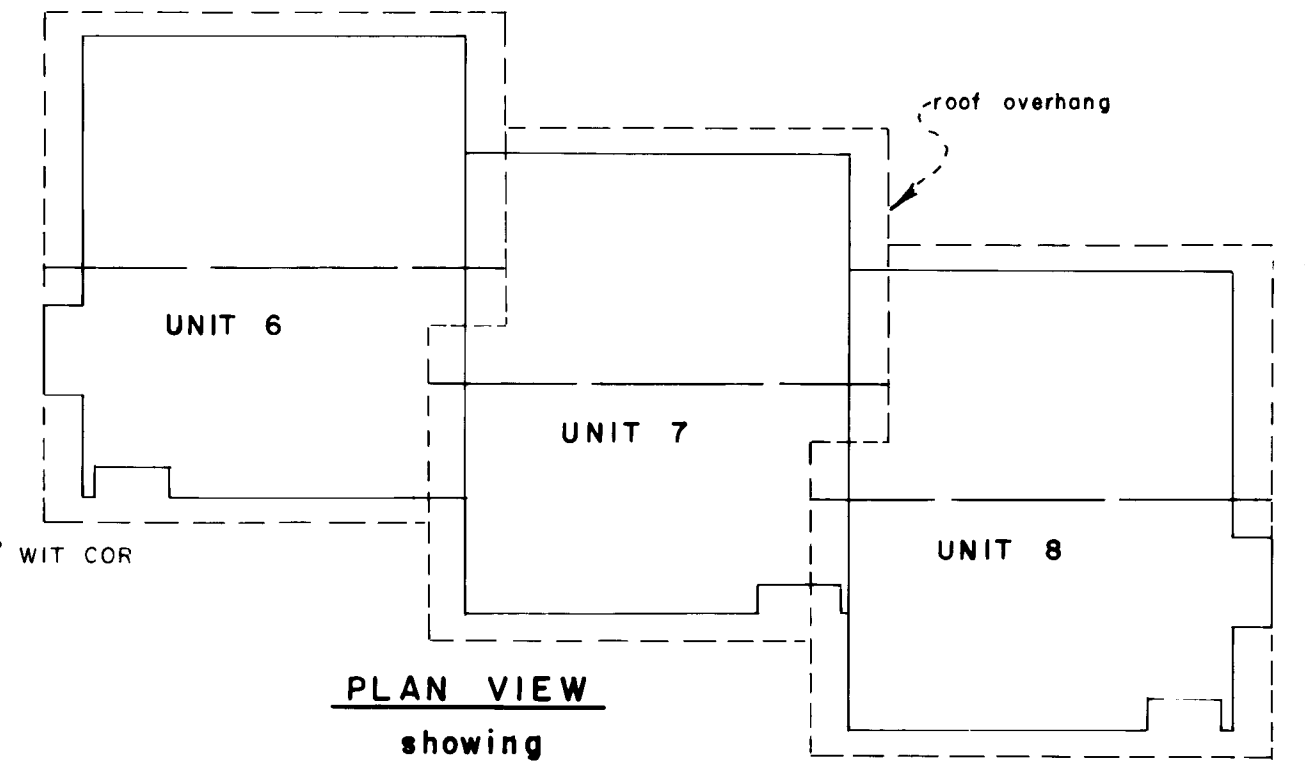 roof overhang
UNIT 6
UNIT 7
UNIT 8
WIT COR
PLAN VIEW
showing